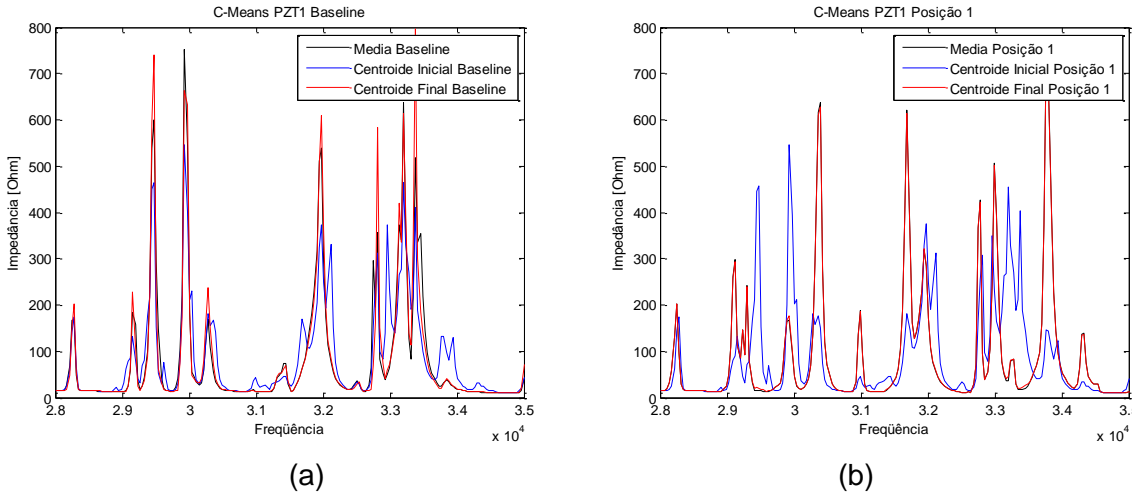 C-Means PZT1 Baseline
800
700
600
500
400
300
200
100
0
Impedância [Ohm]
Media Baseline
Centroide Inicial Baseline
Centroide Final Baseline
2.8
2.9
3
3.1
3.2
3.3
3.4
3.5
x 10⁴
Freqüência
(a)
C-Means PZT1 Posição 1
800
700
600
500
400
300
200
100
0
Impedância [Ohm]
Media Posição 1
Centroide Inicial Posição 1
Centroide Final Posição 1
2.8
2.9
3
3.1
3.2
3.3
3.4
3.5
x 10⁴
Freqüência
(b)